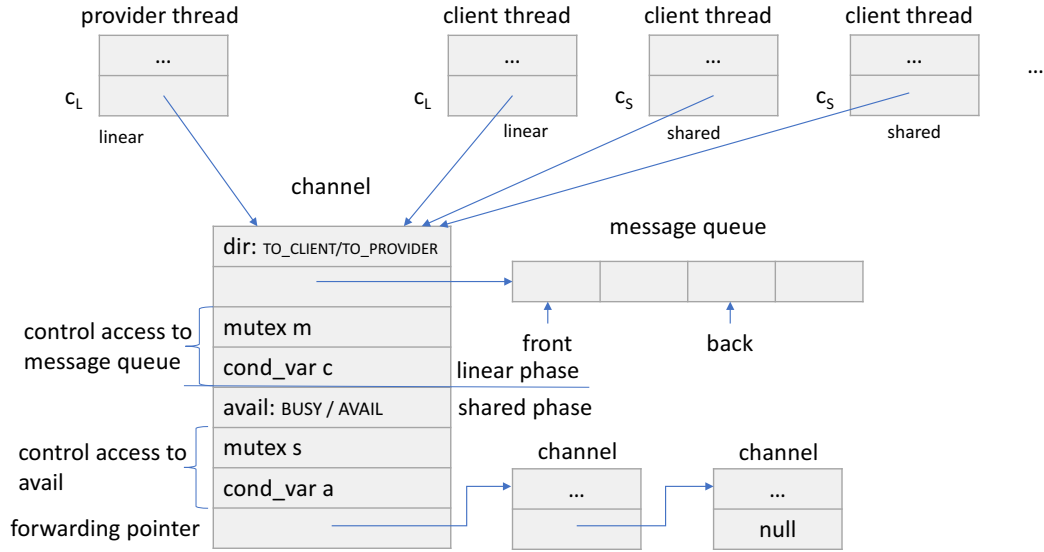 provider thread
client thread
client thread
client thread
...
...
...
...
...
c_L
c_L
c_S
c_S
linear
linear
shared
shared
channel
message queue
dir: TO_CLIENT/TO_PROVIDER
control access to
message queue
mutex m
cond_var c
front
back
linear phase
avail: BUSY / AVAIL
shared phase
control access to
avail
mutex s
cond_var a
forwarding pointer
channel
channel
...
...
null